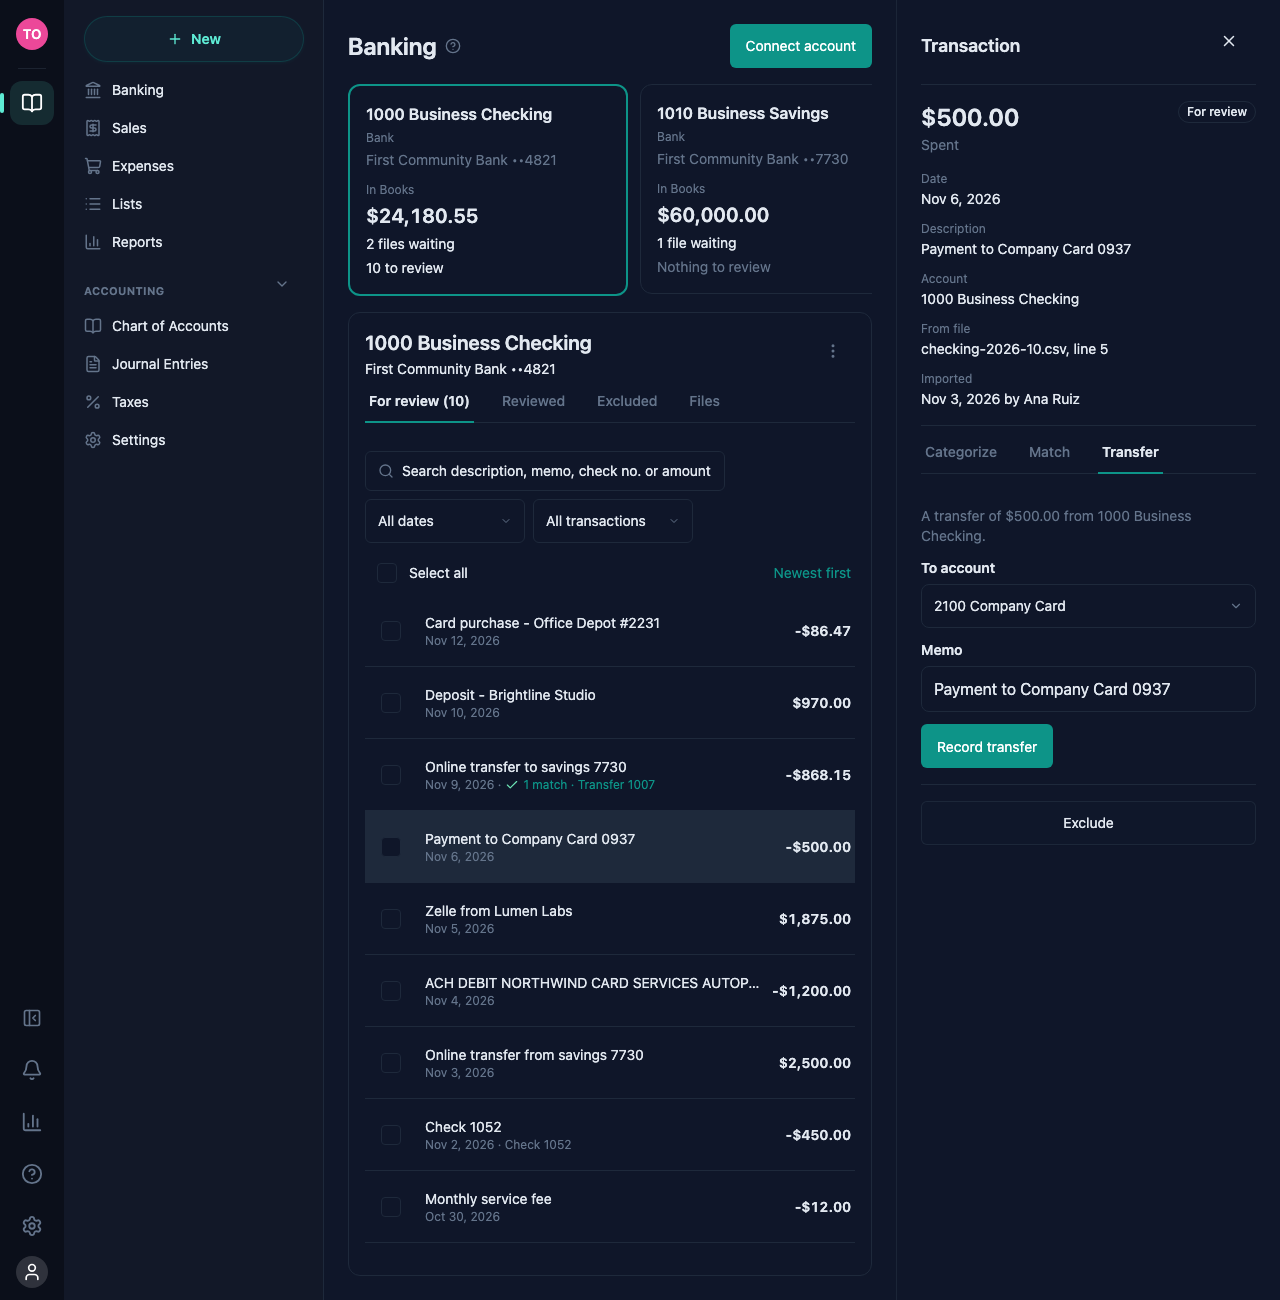 TO
New
Banking
Sales
Expenses
Lists
Reports
ACCOUNTING
Chart of Accounts
Journal Entries
Taxes
Settings
Banking
Connect account
1000 Business Checking
Bank
First Community Bank ••4821
In Books
$24,180.55
2 files waiting
10 to review
1010 Business Savings
Bank
First Community Bank ••7730
In Books
$60,000.00
1 file waiting
Nothing to review
1000 Business Checking
First Community Bank ••4821
For review (10) Reviewed Excluded Files
Search description, memo, check no. or amount
All dates All transactions
Select all Newest first
Card purchase - Office Depot #2231
Nov 12, 2026
-$86.47
Deposit - Brightline Studio
Nov 10, 2026
$970.00
Online transfer to savings 7730
Nov 9, 2026 · ✓ 1 match · Transfer 1007
-$868.15
Payment to Company Card 0937
Nov 6, 2026
-$500.00
Zelle from Lumen Labs
Nov 5, 2026
$1,875.00
ACH DEBIT NORTHWIND CARD SERVICES AUTOP...
Nov 4, 2026
-$1,200.00
Online transfer from savings 7730
Nov 3, 2026
$2,500.00
Check 1052
Nov 2, 2026 · Check 1052
-$450.00
Monthly service fee
Oct 30, 2026
-$12.00
Transaction
$500.00
For review
Spent
Date
Nov 6, 2026
Description
Payment to Company Card 0937
Account
1000 Business Checking
From file
checking-2026-10.csv, line 5
Imported
Nov 3, 2026 by Ana Ruiz
Categorize Match Transfer
A transfer of $500.00 from 1000 Business
Checking.
To account
2100 Company Card
Memo
Payment to Company Card 0937
Record transfer
Exclude